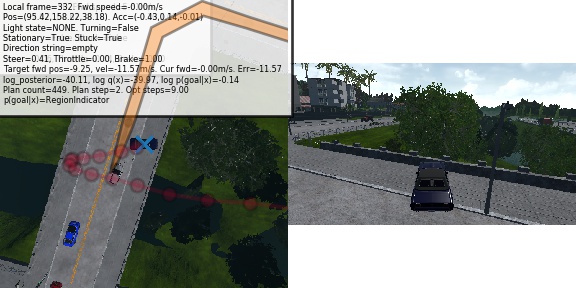 Local frame=332. Fwd speed=-0.00m/s
Pos=(95.42,158.22,38.18). Acc=(-0.43,0.14,-0.01)
Light state=NONE. Turning=False
Stationary=True. Stuck=True
Direction string=empty
Steer=0.41, Throttle=0.00, Brake=1.00
Target fwd pos=-9.25, vel=-11.57m/s. Cur fwd=-0.00m/s. Err=-11.57
log_posterior=-40.11, log q(x)=-39.97, log p(goal|x)=-0.14
Plan count=449. Plan step=2. Opt steps=9.00
p(goal|x)=RegionIndicator